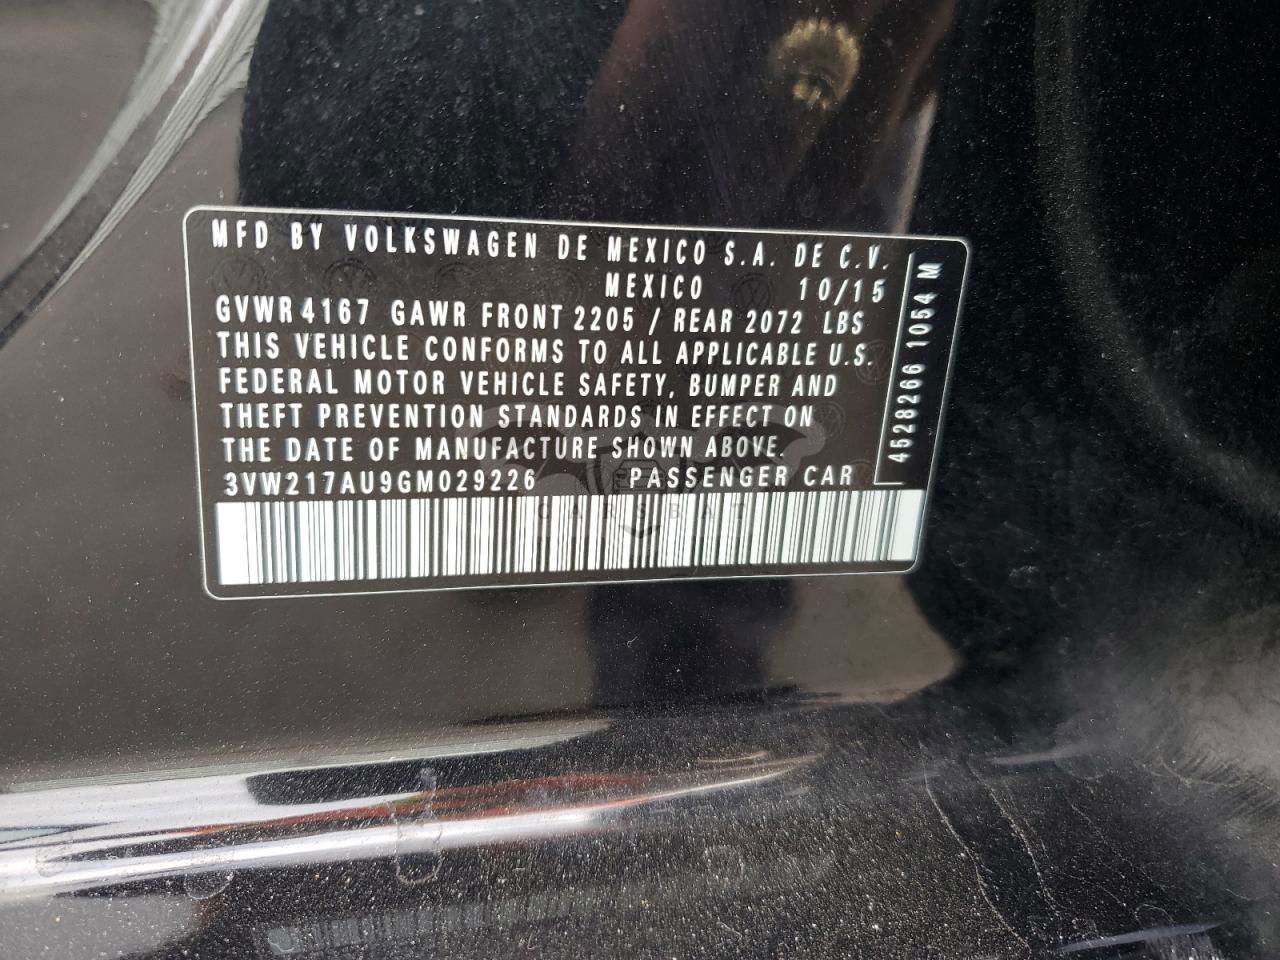 MFD BY VOLKSWAGEN DE MEXICO S.A. DE C.V.
MEXICO 10/15
GVWR 4167 GAWR FRONT 2205 / REAR 2072 LBS
THIS VEHICLE CONFORMS TO ALL APPLICABLE U.S.
FEDERAL MOTOR VEHICLE SAFETY, BUMPER AND
THEFT PREVENTION STANDARDS IN EFFECT ON
THE DATE OF MANUFACTURE SHOWN ABOVE.
3VW217AU9GM029226 PASSENGER CAR
4528266 1054 M
CARSBAT